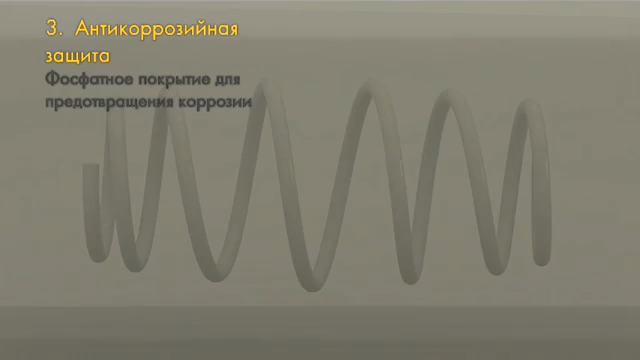 3. Антикоррозийная
защита
Фосфатное покрытие для
предотвращения коррозии